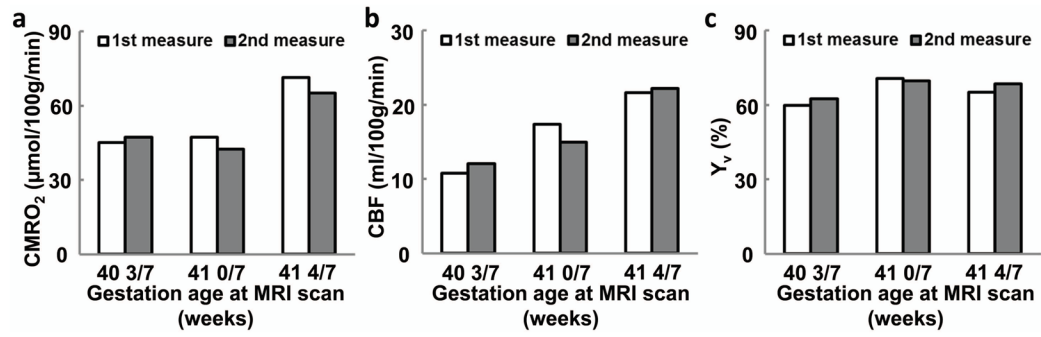 a
CMRO2 (μmol/100g/min)
90
60
30
0
1st measure 2nd measure
40 3/7 41 0/7 41 4/7
Gestation age at MRI scan
(weeks)
b
CBF (ml/100g/min)
30
20
10
0
1st measure 2nd measure
40 3/7 41 0/7 41 4/7
Gestation age at MRI scan
(weeks)
c
Yv (%)
90
60
30
0
1st measure 2nd measure
40 3/7 41 0/7 41 4/7
Gestation age at MRI scan
(weeks)